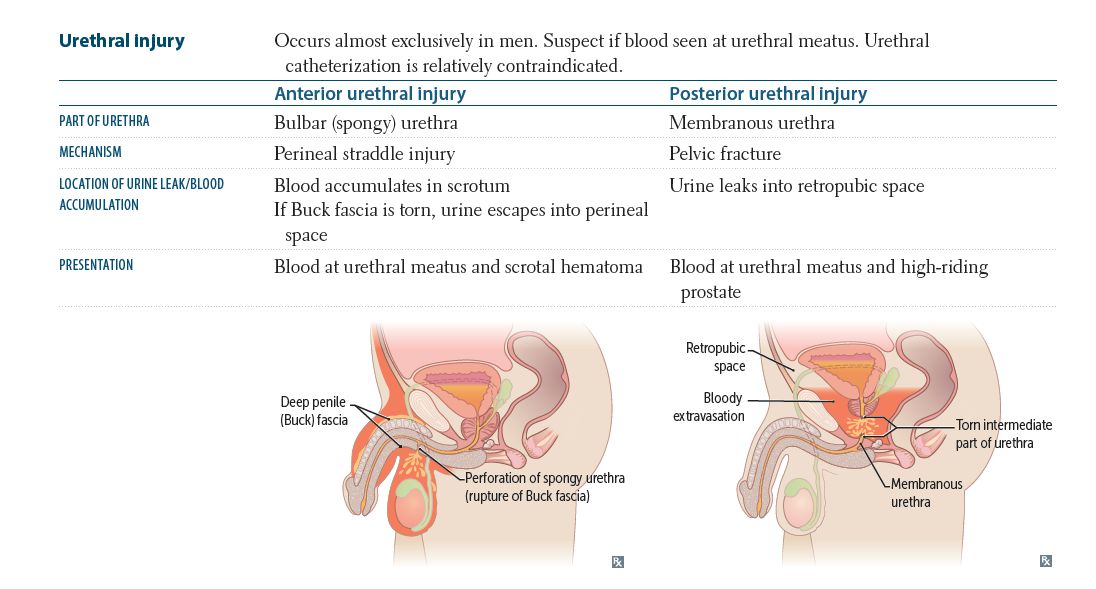 Urethral injury
Occurs almost exclusively in men. Suspect if blood seen at urethral meatus. Urethral
catheterization is relatively contraindicated.
Anterior urethral injury
Posterior urethral injury
PART OF URETHRA
Bulbar (spongy) urethra
Membranous urethra
MECHANISM
Perineal straddle injury
Pelvic fracture
LOCATION OF URINE LEAK/BLOOD
ACCUMULATION
Blood accumulates in scrotum
If Buck fascia is torn, urine escapes into perineal
space
Urine leaks into retropubic space
PRESENTATION
Blood at urethral meatus and scrotal hematoma
Blood at urethral meatus and high-riding
prostate
Deep penile
(Buck) fascia
Perforation of spongy urethra
(rupture of Buck fascia)
Rx
Retropubic
space
Bloody
extravasation
Torn intermediate
part of urethra
Membranous
urethra
Rx